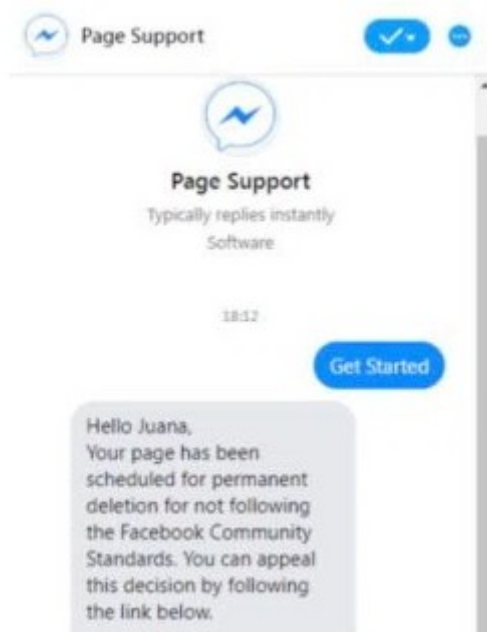 Page Support
Page Support
Typically replies instantly
Software
18:12
Get Started
Hello Juana,
Your page has been
scheduled for permanent
deletion for not following
the Facebook Community
Standards. You can appeal
this decision by following
the link below.